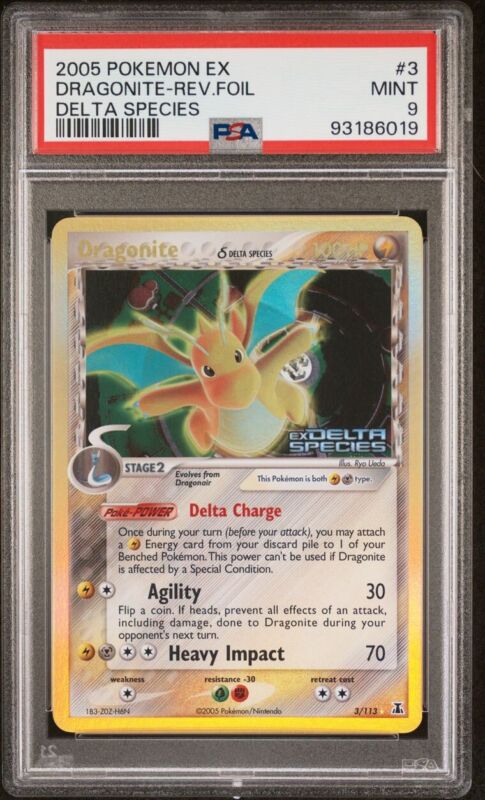 2005 POKEMON EX #3
DRAGONITE-REV.FOIL MINT
DELTA SPECIES 9
PSA 93186019
Dragonite δ DELTA SPECIES 100 HP
EX DELTA
SPECIES
Illus. Ryo Ueda
STAGE2
Evolves from
Dragonair
This Pokémon is both type.
Poké-POWER Delta Charge
Once during your turn (before your attack), you may attach
a Energy card from your discard pile to 1 of your
Benched Pokémon. This power can't be used if Dragonite
is affected by a Special Condition.
Agility 30
Flip a coin. If heads, prevent all effects of an attack,
including damage, done to Dragonite during your
opponent's next turn.
Heavy Impact 70
weakness resistance -30 retreat cost
183-Z0Z-H6N ©2005 Pokémon/Nintendo 3/113